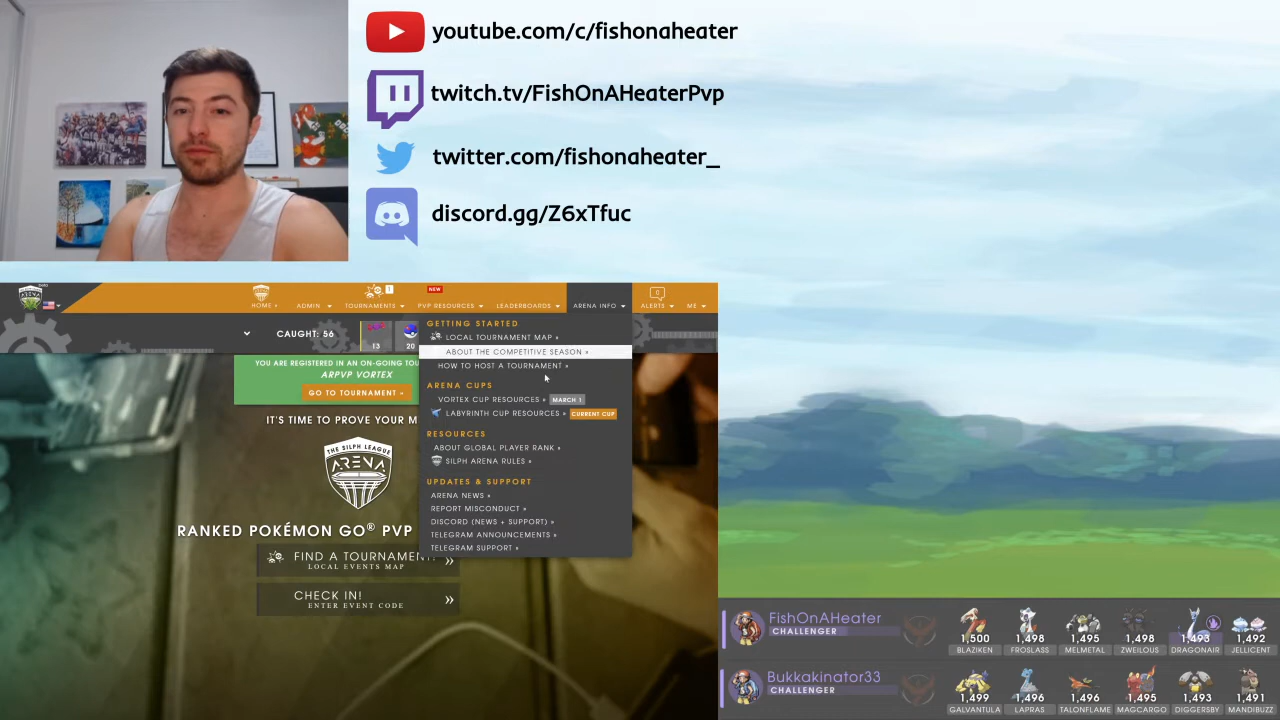 youtube.com/c/fishonaheater
twitch.tv/FishOnAHeaterPvp
twitter.com/fishonaheater_
discord.gg/Z6xTfuc
beta
HOME
ADMIN
TOURNAMENTS
1
NEW
PVP RESOURCES
LEADERBOARDS
ARENA INFO
0
ALERTS
ME
CAUGHT: 56
13
20
YOU ARE REGISTERED IN AN ON-GOING TOU
ARPVP VORTEX
GO TO TOURNAMENT »
IT'S TIME TO PROVE YOUR M
THE SILPH LEAGUE
ARENA
RANKED POKÉMON GO® PVP
FIND A TOURNAMENT »
LOCAL EVENTS MAP
CHECK IN! »
ENTER EVENT CODE
GETTING STARTED
LOCAL TOURNAMENT MAP »
ABOUT THE COMPETITIVE SEASON »
HOW TO HOST A TOURNAMENT »
ARENA CUPS
VORTEX CUP RESOURCES » MARCH 1
LABYRINTH CUP RESOURCES » CURRENT CUP
RESOURCES
ABOUT GLOBAL PLAYER RANK »
SILPH ARENA RULES »
UPDATES & SUPPORT
ARENA NEWS »
REPORT MISCONDUCT »
DISCORD (NEWS + SUPPORT) »
TELEGRAM ANNOUNCEMENTS »
TELEGRAM SUPPORT »
FishOnAHeater
CHALLENGER
1,500 1,498 1,495 1,498 1,493 1,492
BLAZIKEN FROSLASS MELMETAL ZWEILOUS DRAGONAIR JELLICENT
Bukkakinator33
CHALLENGER
1,499 1,496 1,496 1,495 1,493 1,491
GALVANTULA LAPRAS TALONFLAME MAGCARGO DIGGERSBY MANDIBUZZ